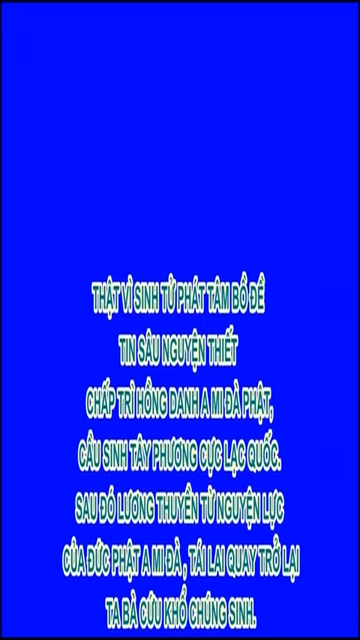 THẬT VÌ SINH TỬ PHÁT TÂM BỒ ĐỀ
TIN SÂU NGUYỆN THIẾT
CHẤP TRÌ HỒNG DANH A MI ĐÀ PHẬT,
CẦU SINH TÂY PHƯƠNG CỰC LẠC QUỐC.
SAU ĐÓ LƯƠNG THUYỀN TỪ NGUYỆN LỰC
CỦA ĐỨC PHẬT A MI ĐÀ , TÁI LAI QUAY TRỞ LẠI
TA BÀ CỨU KHỔ CHÚNG SINH.